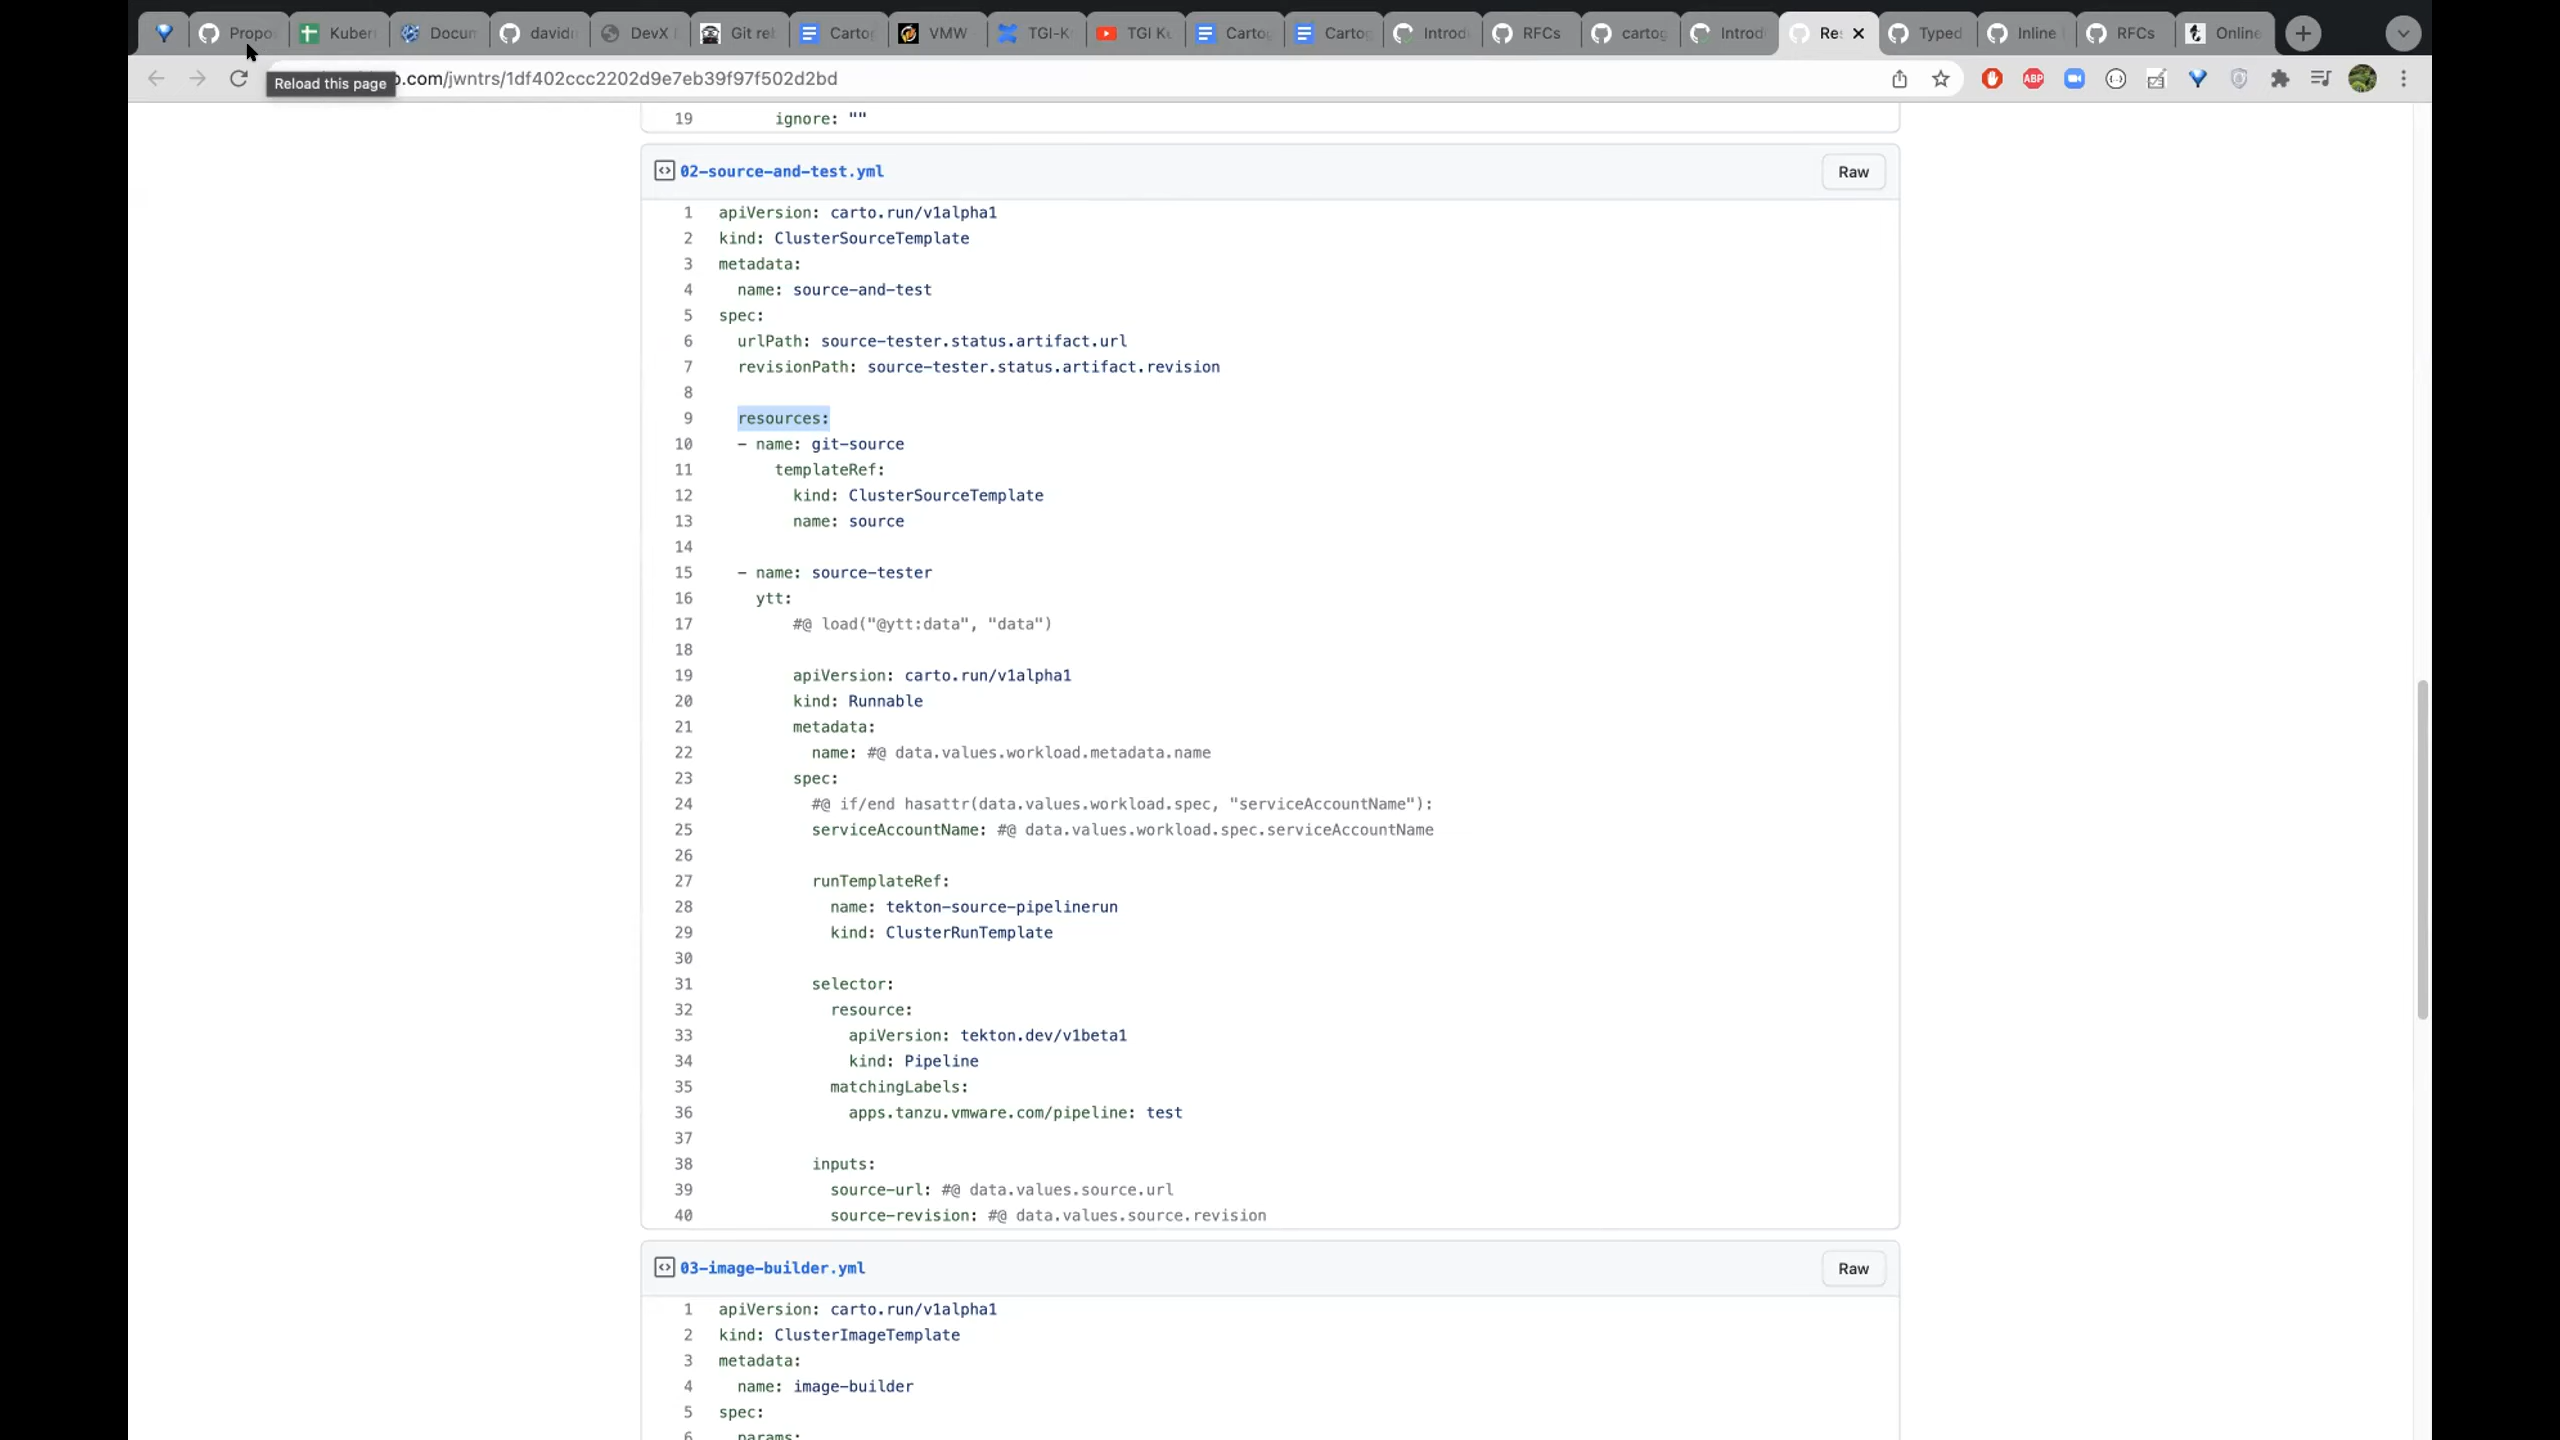 Propo
Kuber
Docum
davidi
DevX
Git re
Carto
VMW
TGI-K
TGI Ku
Cartog
Cartog
Introd
RFCs
cartog
Introd
Res
Typed
Inline
RFCs
Online
.com/jwntrs/1df402ccc2202d9e7eb39f97f502d2bd
Reload this page
ABP
19 ignore: ""
02-source-and-test.yml
Raw
1 apiVersion: carto.run/v1alpha1
2 kind: ClusterSourceTemplate
3 metadata:
4 name: source-and-test
5 spec:
6 urlPath: source-tester.status.artifact.url
7 revisionPath: source-tester.status.artifact.revision
8
9 resources:
10 - name: git-source
11 templateRef:
12 kind: ClusterSourceTemplate
13 name: source
14
15 - name: source-tester
16 ytt:
17 #@ load("@ytt:data", "data")
18
19 apiVersion: carto.run/v1alpha1
20 kind: Runnable
21 metadata:
22 name: #@ data.values.workload.metadata.name
23 spec:
24 #@ if/end hasattr(data.values.workload.spec, "serviceAccountName"):
25 serviceAccountName: #@ data.values.workload.spec.serviceAccountName
26
27 runTemplateRef:
28 name: tekton-source-pipelinerun
29 kind: ClusterRunTemplate
30
31 selector:
32 resource:
33 apiVersion: tekton.dev/v1beta1
34 kind: Pipeline
35 matchingLabels:
36 apps.tanzu.vmware.com/pipeline: test
37
38 inputs:
39 source-url: #@ data.values.source.url
40 source-revision: #@ data.values.source.revision
03-image-builder.yml
Raw
1 apiVersion: carto.run/v1alpha1
2 kind: ClusterImageTemplate
3 metadata:
4 name: image-builder
5 spec:
6 params: